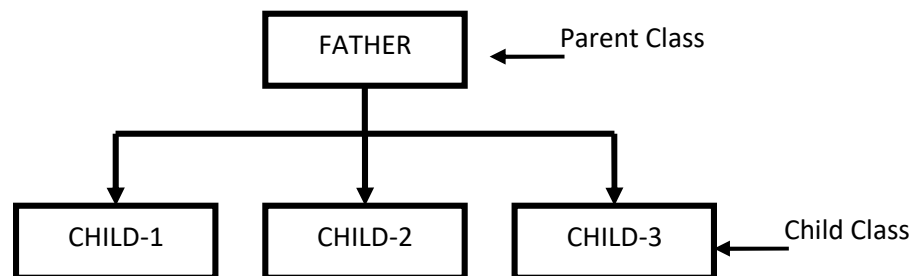 FATHER
Parent Class
CHILD-1
CHILD-2
CHILD-3
Child Class